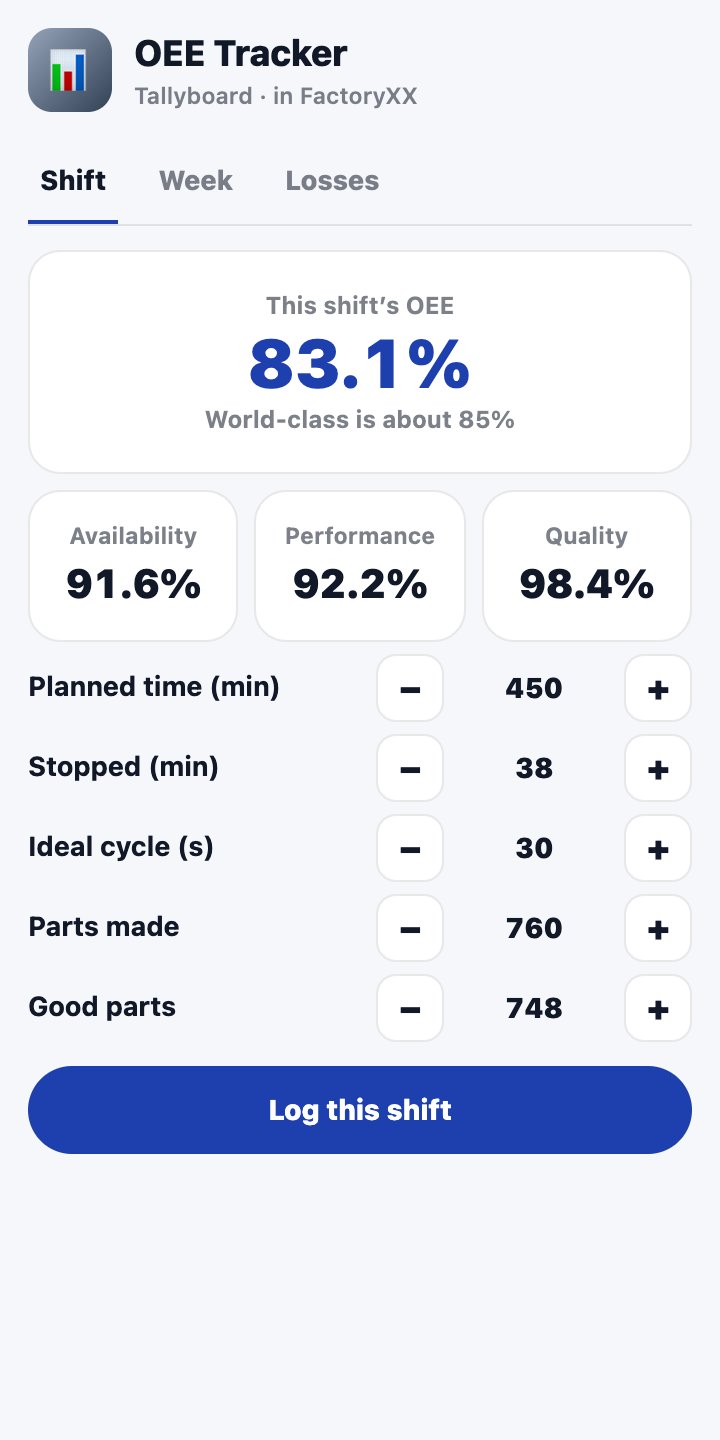 OEE Tracker
Tallyboard · in FactoryXX
Shift Week Losses
This shift’s OEE
83.1%
World-class is about 85%
Availability Performance Quality
91.6% 92.2% 98.4%
Planned time (min) − 450 +
Stopped (min) − 38 +
Ideal cycle (s) − 30 +
Parts made − 760 +
Good parts − 748 +
Log this shift